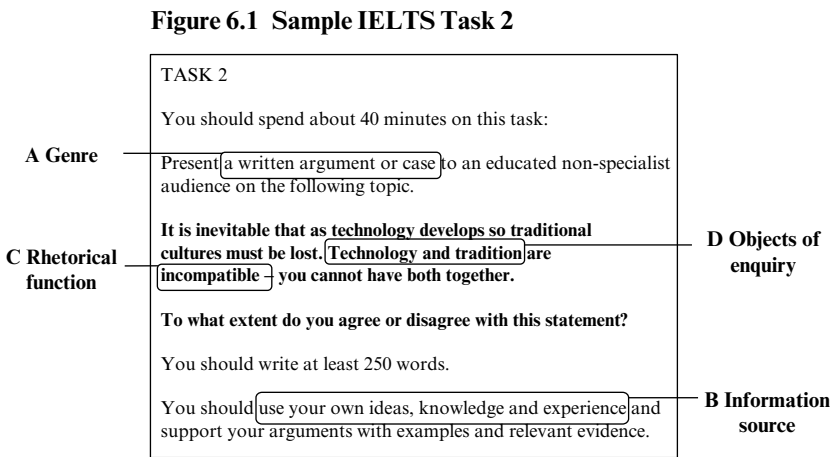 Figure 6.1 Sample IELTS Task 2
TASK 2
You should spend about 40 minutes on this task:
A Genre
Present a written argument or case to an educated non-specialist
audience on the following topic.
It is inevitable that as technology develops so traditional
cultures must be lost. Technology and tradition are
incompatible – you cannot have both together.
C Rhetorical
function
D Objects of
enquiry
To what extent do you agree or disagree with this statement?
You should write at least 250 words.
You should use your own ideas, knowledge and experience and
support your arguments with examples and relevant evidence.
B Information
source